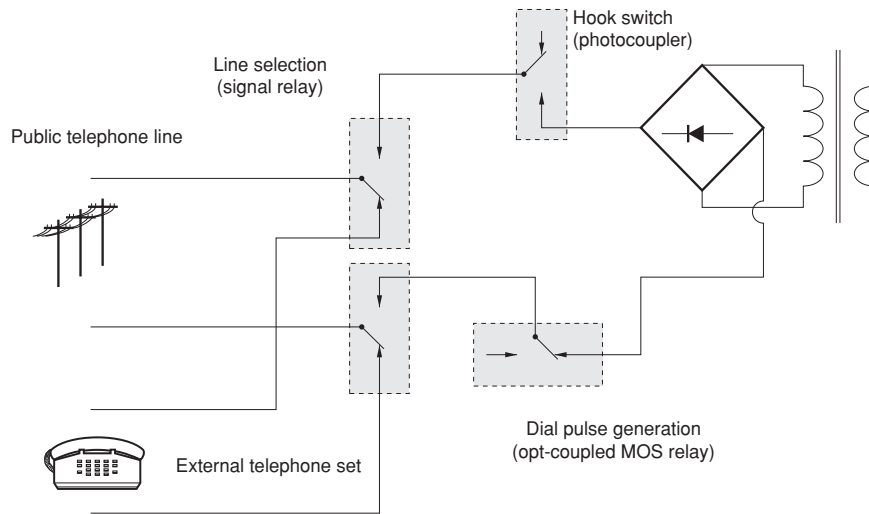 Hook switch
(photocoupler)
Line selection
(signal relay)
Public telephone line
Dial pulse generation
(opt-coupled MOS relay)
External telephone set